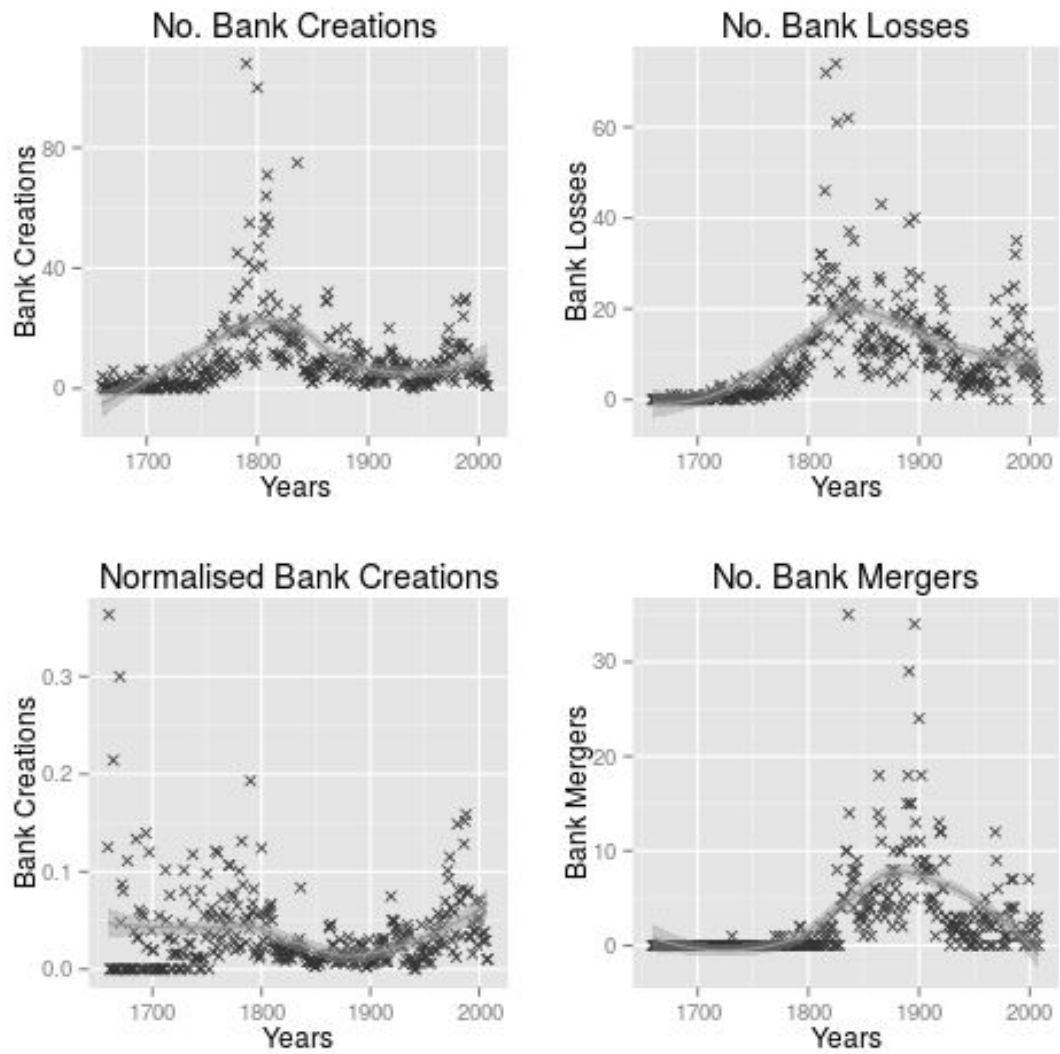 No. Bank Creations
Bank Creations
80
40
0
1700 1800 1900 2000
Years
No. Bank Losses
Bank Losses
60
40
20
0
1700 1800 1900 2000
Years
Normalised Bank Creations
Bank Creations
0.3
0.2
0.1
0.0
1700 1800 1900 2000
Years
No. Bank Mergers
Bank Mergers
30
20
10
0
1700 1800 1900 2000
Years